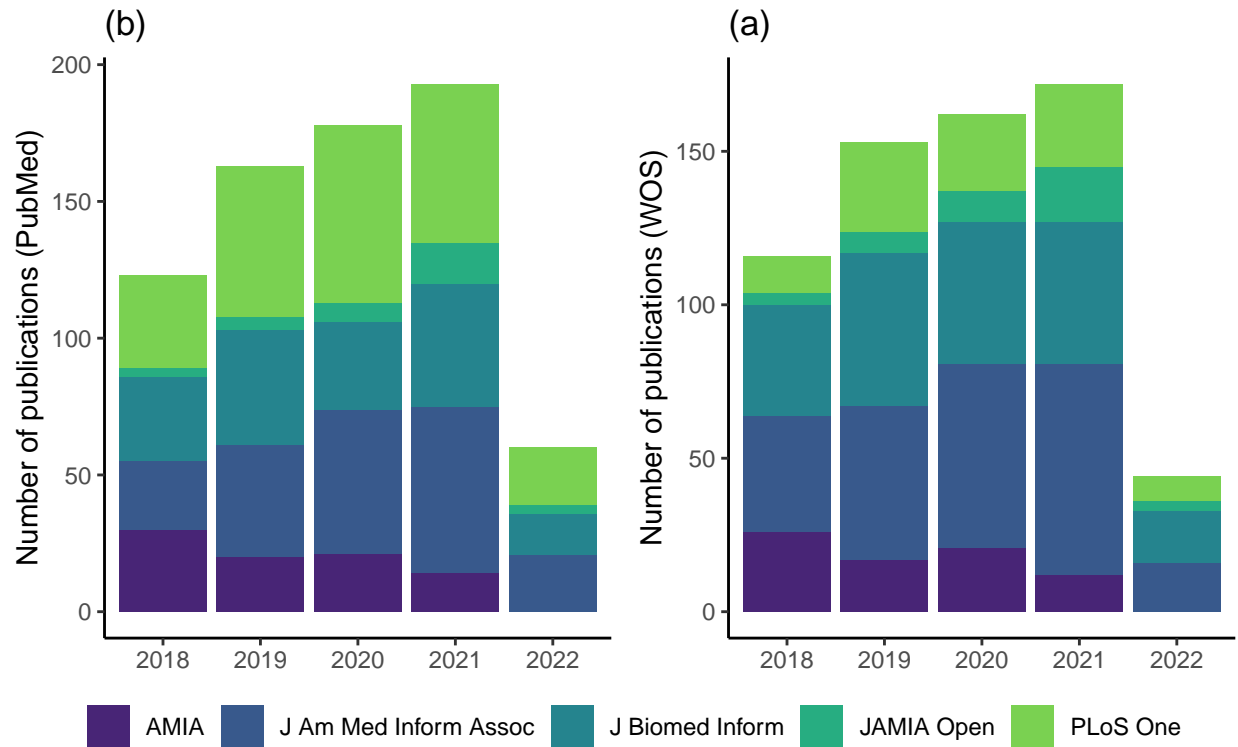 (b)
Number of publications (PubMed)
200
150
100
50
0
2018 2019 2020 2021 2022
(a)
Number of publications (WOS)
150
100
50
0
2018 2019 2020 2021 2022
AMIA J Am Med Inform Assoc J Biomed Inform JAMIA Open PLoS One